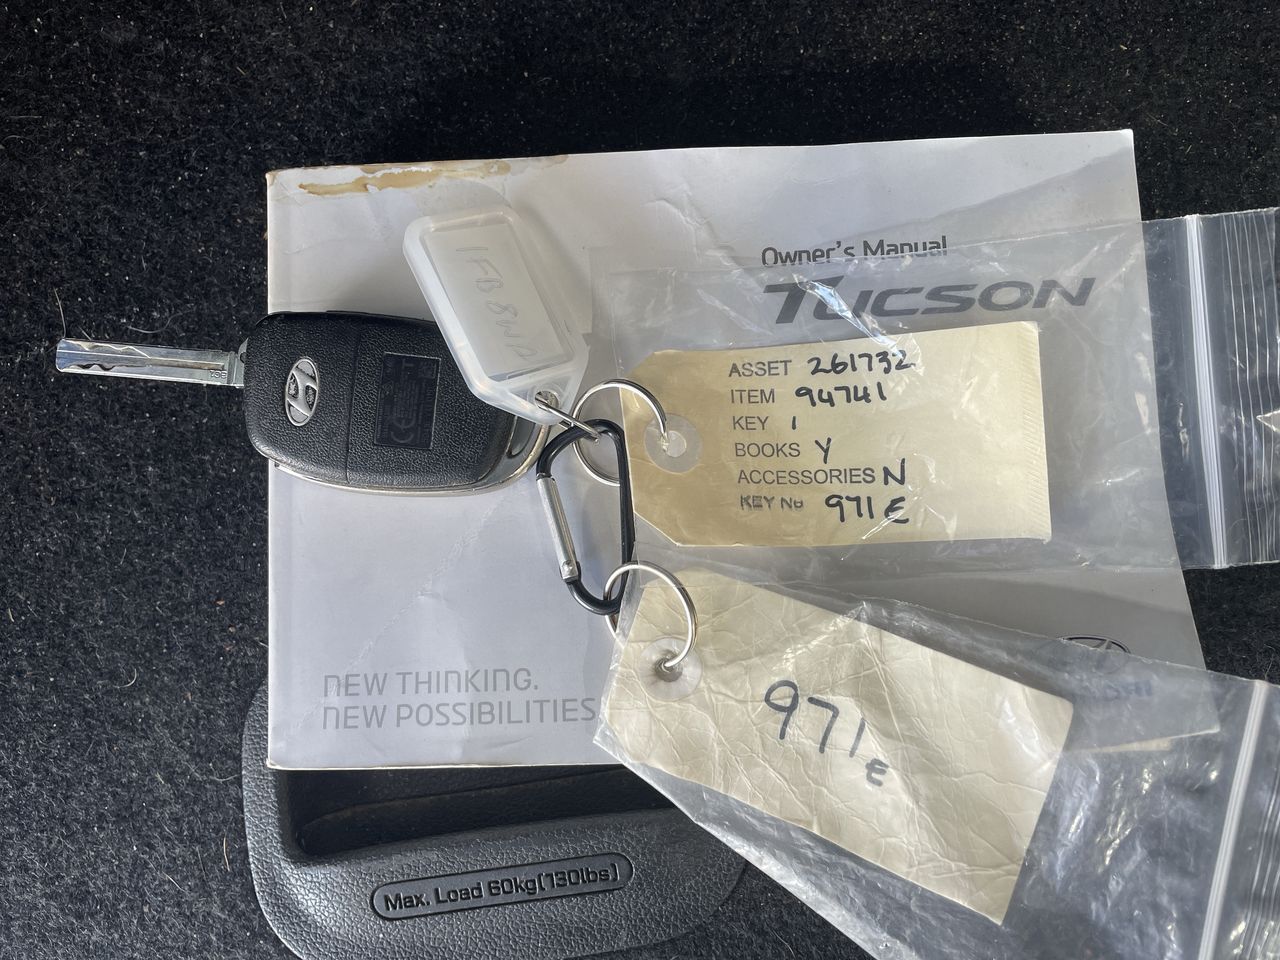 Owner's Manual
TUCSON
ASSET 261732
ITEM 94741
KEY 1
BOOKS Y
ACCESSORIES N
KEY No 971E
971E
NEW THINKING.
NEW POSSIBILITIES
Max. Load 60kg(130lbs)